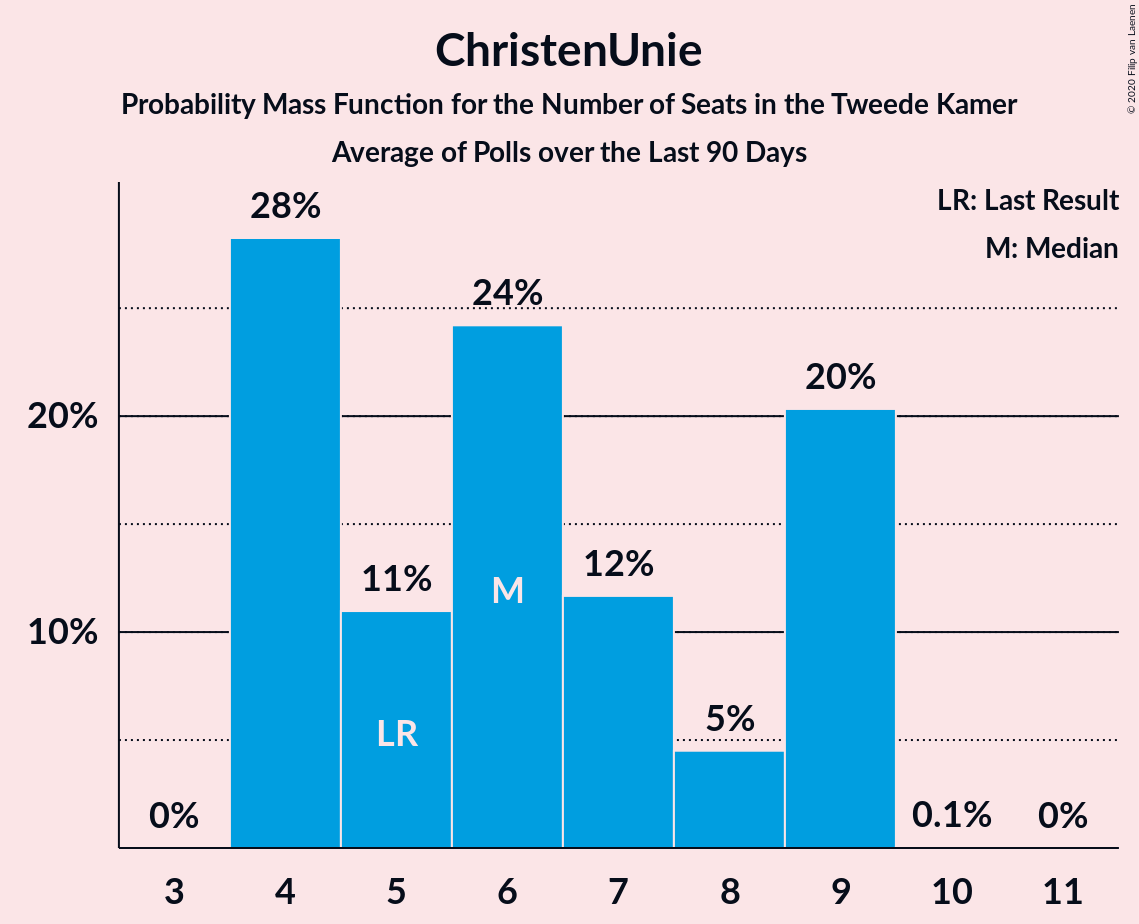 ChristenUnie
Probability Mass Function for the Number of Seats in the Tweede Kamer
Average of Polls over the Last 90 Days
© 2020 Filip van Laenen
LR: Last Result
M: Median
28%
24%
20%
20%
12%
11%
M
10%
5%
LR
0%
0.1%
0%
3 4 5 6 7 8 9 10 11